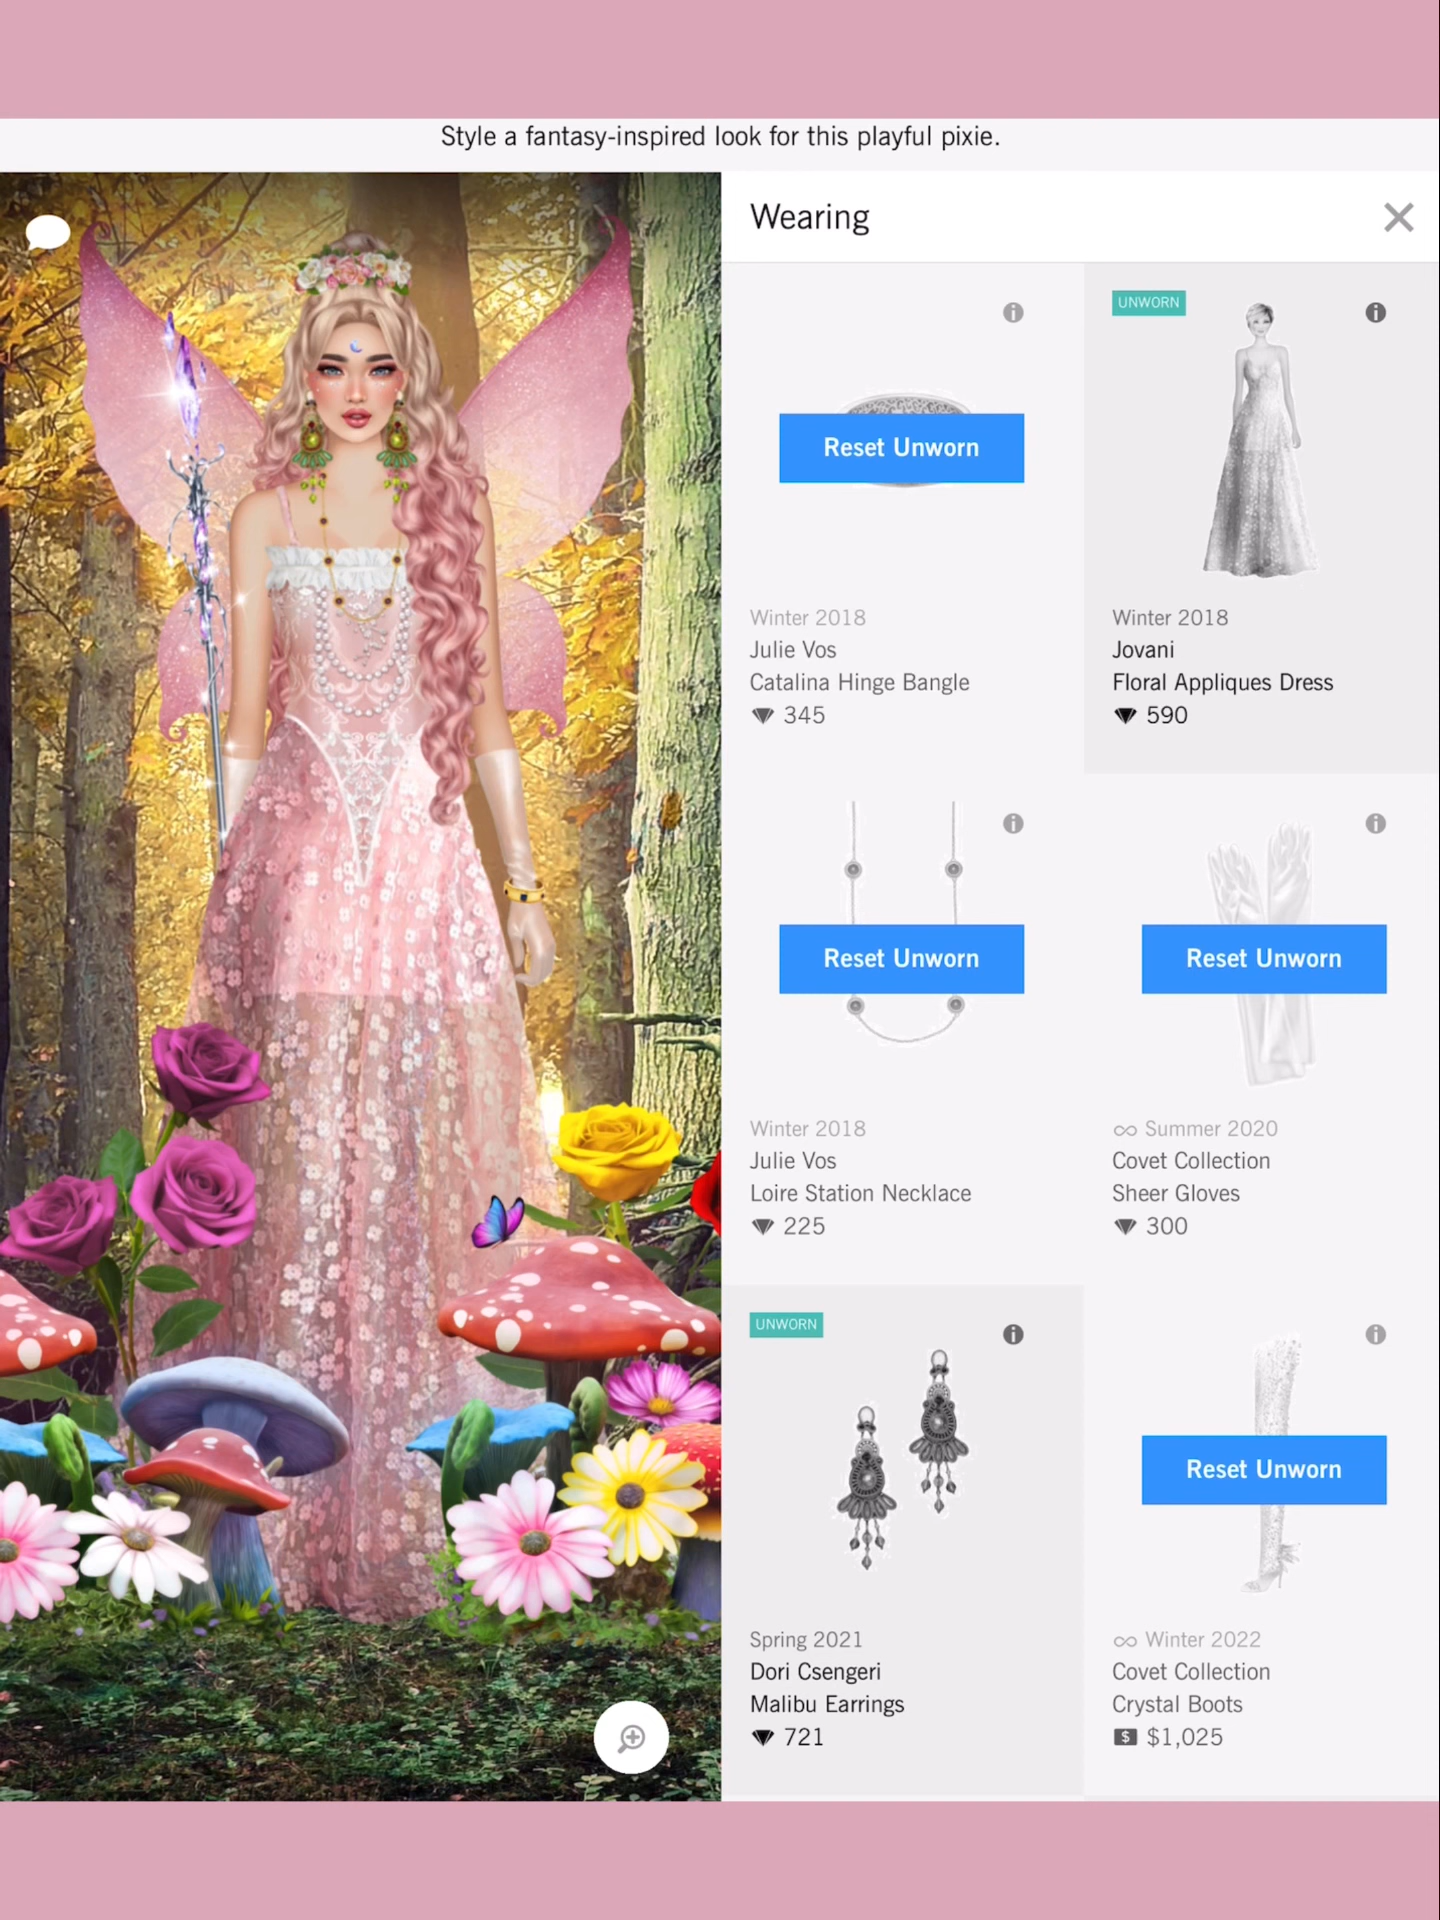 Style a fantasy-inspired look for this playful pixie.
Wearing
Reset Unworn
Winter 2018
Julie Vos
Catalina Hinge Bangle
345
UNWORN
Winter 2018
Jovani
Floral Appliques Dress
590
Reset Unworn
Winter 2018
Julie Vos
Loire Station Necklace
225
Reset Unworn
∞ Summer 2020
Covet Collection
Sheer Gloves
300
UNWORN
Spring 2021
Dori Csengeri
Malibu Earrings
721
Reset Unworn
∞ Winter 2022
Covet Collection
Crystal Boots
$1,025